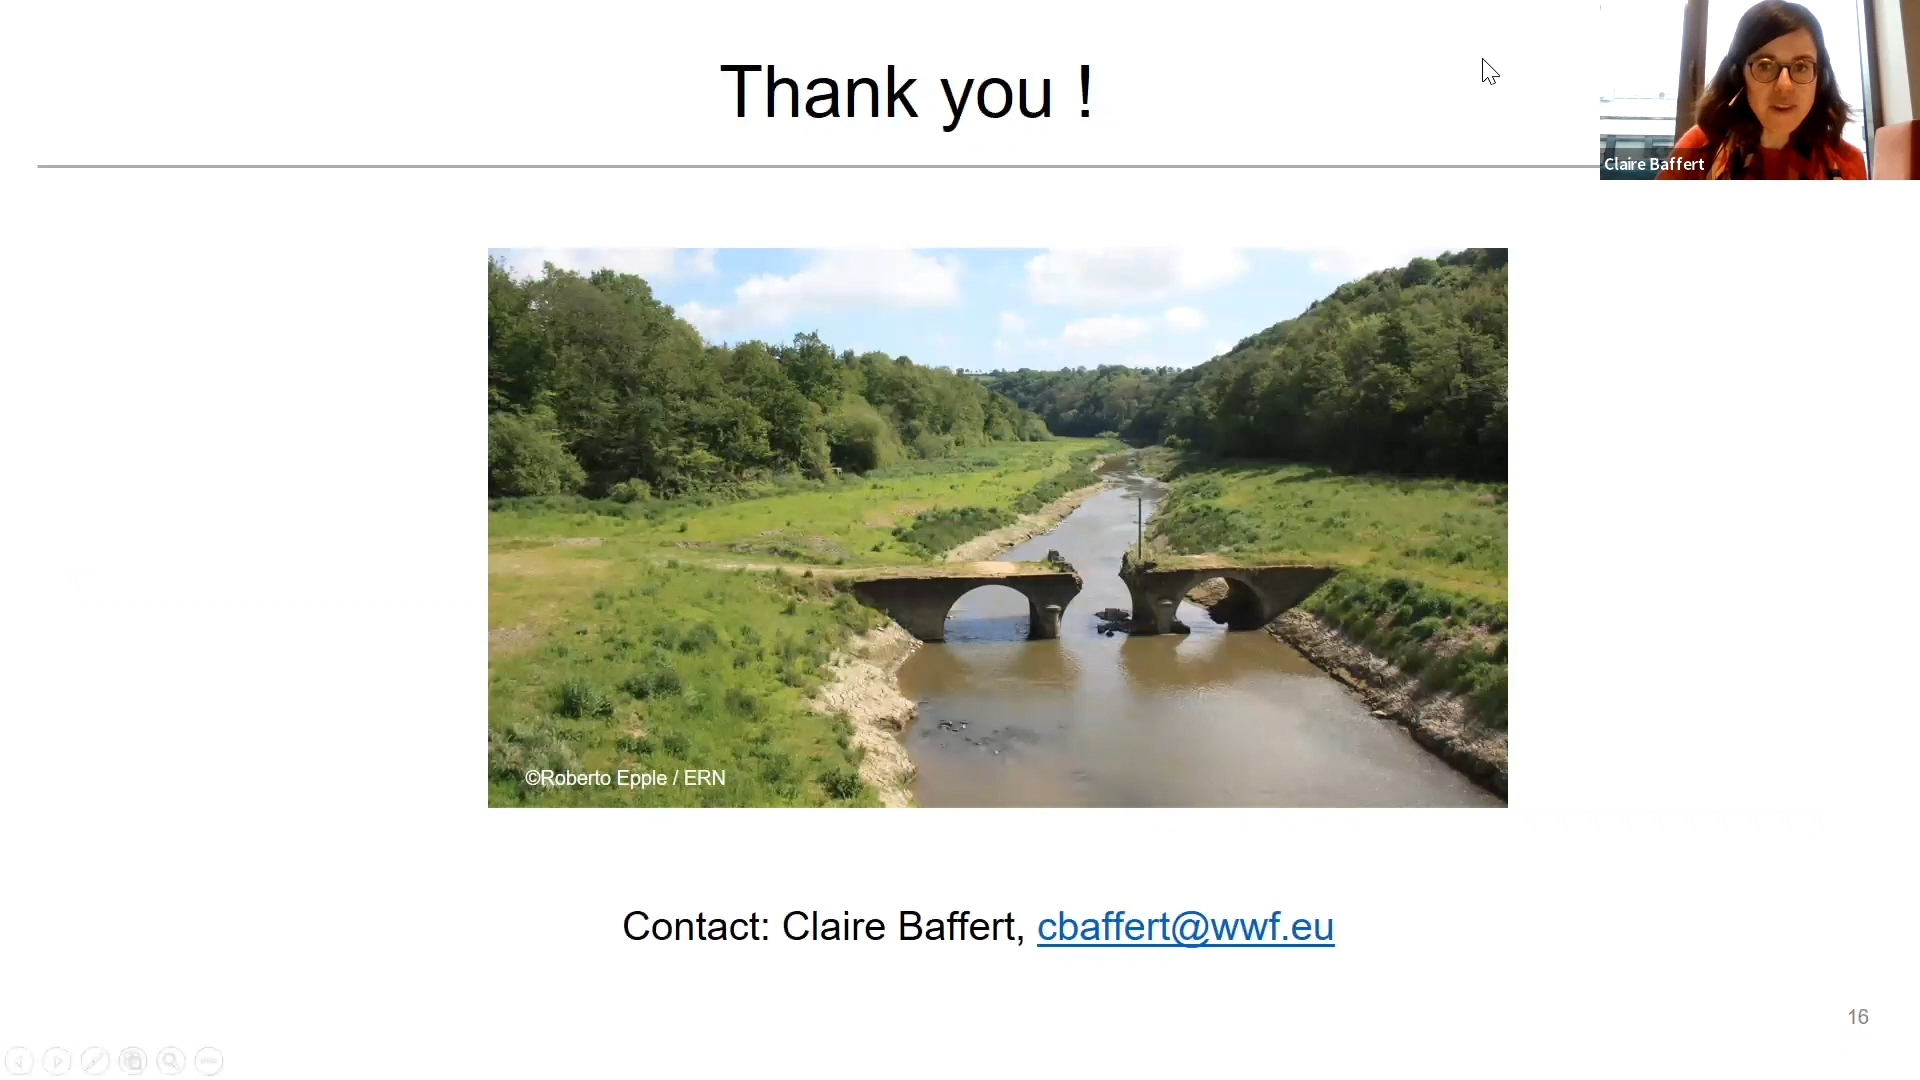 Thank you !
Claire Baffert
©Roberto Epple / ERN
Contact: Claire Baffert, cbaffert@wwf.eu
16